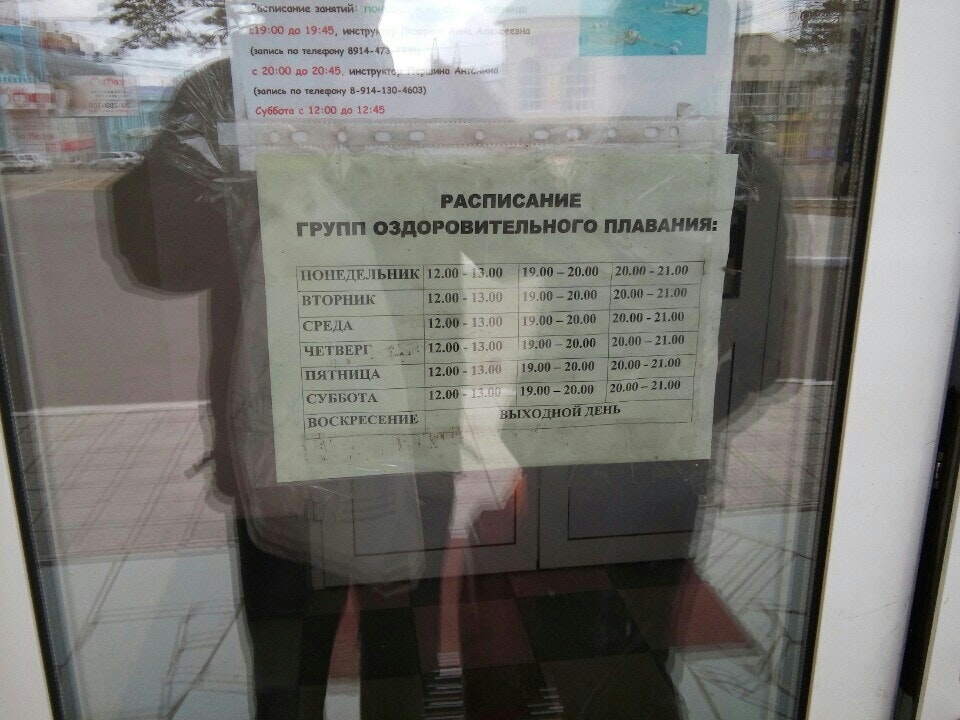 Расписание занятий:
с19:00 до 19:45, инструктор Анна Алексеевна
(запись по телефону
с 20:00 до 20:45, инструктор Антонина
(запись по телефону 8-914-130-4603)
Суббота с 12:00 до 12:45
РАСПИСАНИЕ
ГРУПП ОЗДОРОВИТЕЛЬНОГО ПЛАВАНИЯ:
ПОНЕДЕЛЬНИК 12.00 - 13.00 19.00 – 20.00 20.00 - 21.00
ВТОРНИК 12.00 - 13.00 19.00 – 20.00 20.00 – 21.00
СРЕДА 12.00 - 13.00 19.00 – 20.00 20.00 - 21.00
ЧЕТВЕРГ 12.00 - 13.00 19.00 – 20.00 20.00 – 21.00
ПЯТНИЦА 12.00 - 13.00 19.00 – 20.00 20.00 – 21.00
СУББОТА 12.00 - 13.00 19.00 – 20.00 20.00 – 21.00
ВОСКРЕСЕНИЕ ВЫХОДНОЙ ДЕНЬ